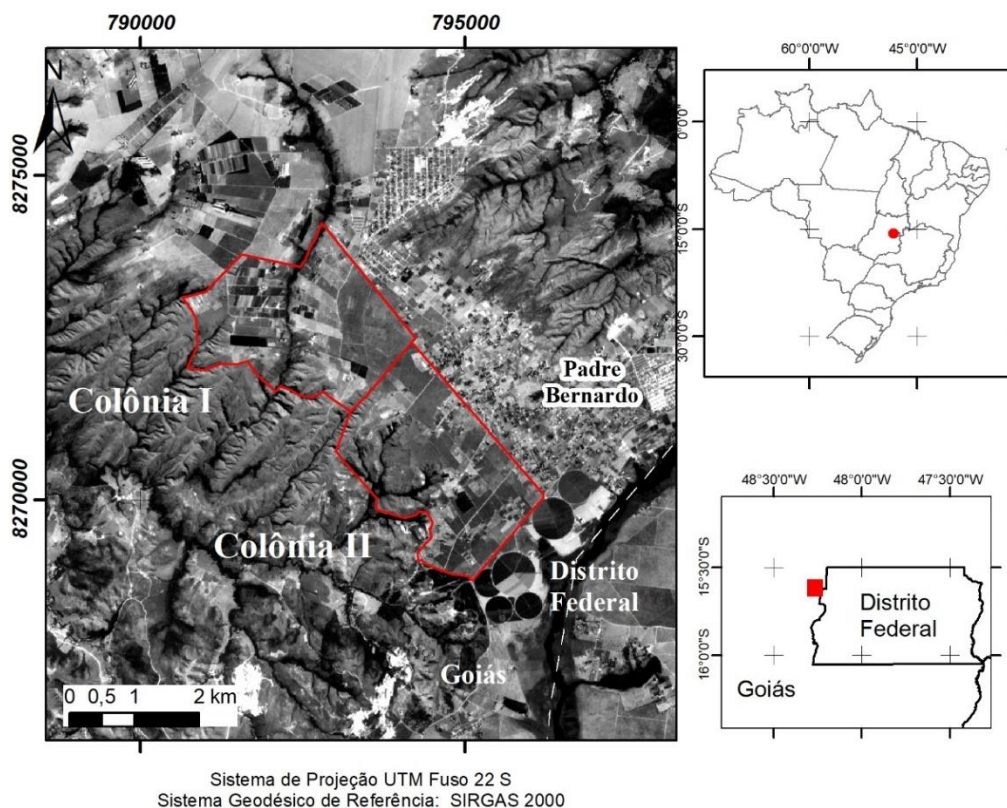 790000
795000
N
8275000
8270000
Colônia I
Colônia II
Padre
Bernardo
Distrito
Federal
Goiás
0 0,5 1 2 km
60°0'0"W 45°00'W
0°0'0"
15°0'0"S
30°0'0"S
48°30'0"W 48°0'0"W 47°30'0"W
15°30'0"S
16°0'0"S
Distrito
Federal
Goiás
Sistema de Projeção UTM Fuso 22 S
Sistema Geodésico de Referência: SIRGAS 2000